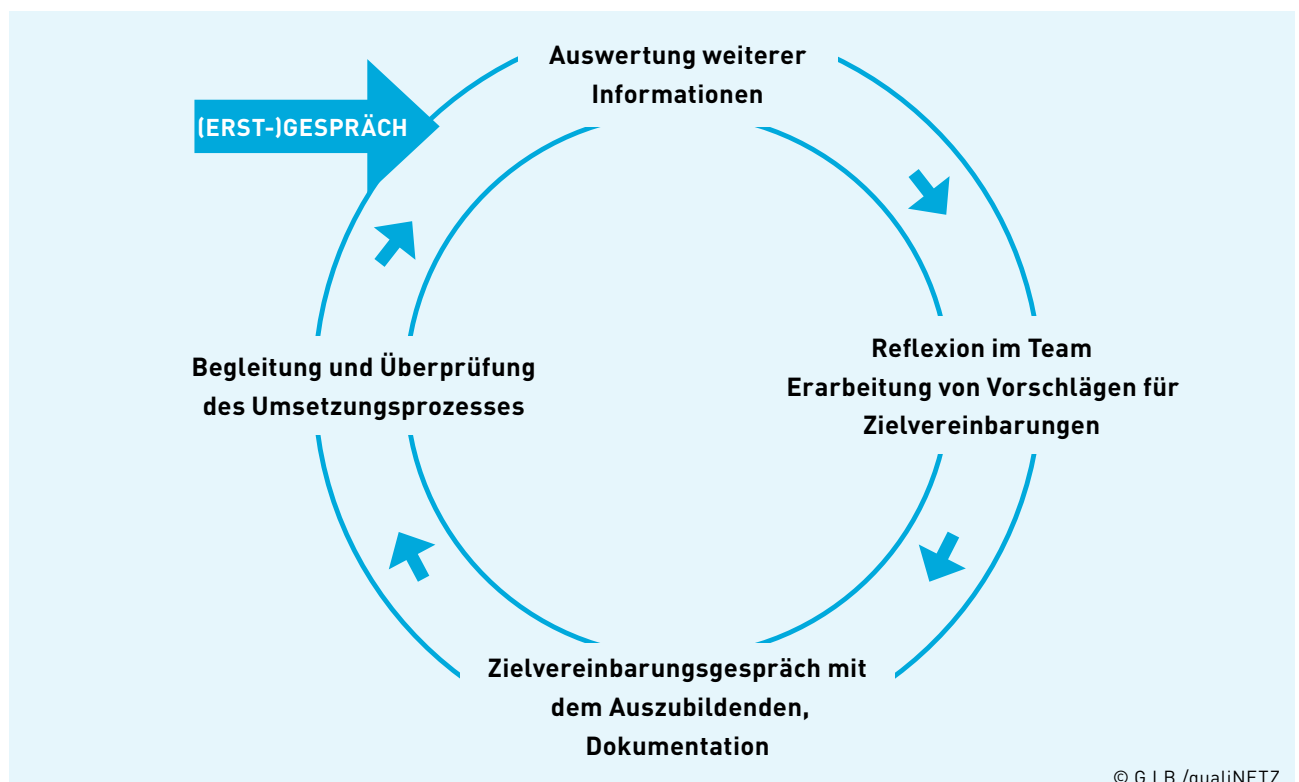 Auswertung weiterer
Informationen
(ERST-)GESPRÄCH
Reflexion im Team
Erarbeitung von Vorschlägen für
Zielvereinbarungen
Zielvereinbarungsgespräch mit
dem Auszubildenden,
Dokumentation
Begleitung und Überprüfung
des Umsetzungsprozesses
© G.I.B./qualiNETZ